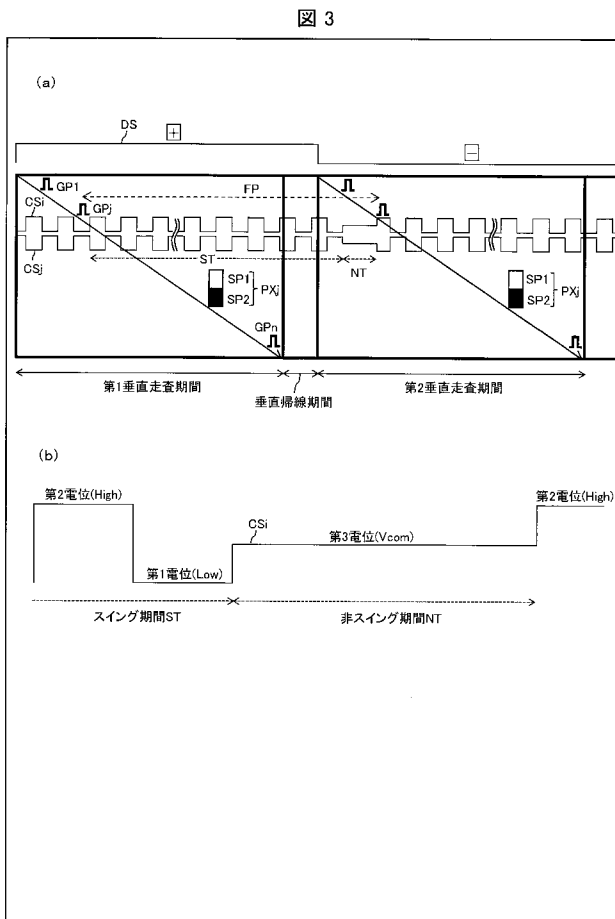 図 3
(a)
DS
+
−
GP1
FP
GPj
CSi
CSj
ST
NT
SP1
SP2
PXj
SP1
SP2
PXj
GPn
第1垂直走査期間
垂直帰線期間
第2垂直走査期間
(b)
第2電位(High)
第2電位(High)
CSi
第3電位(Vcom)
第1電位(Low)
スイング期間ST
非スイング期間NT